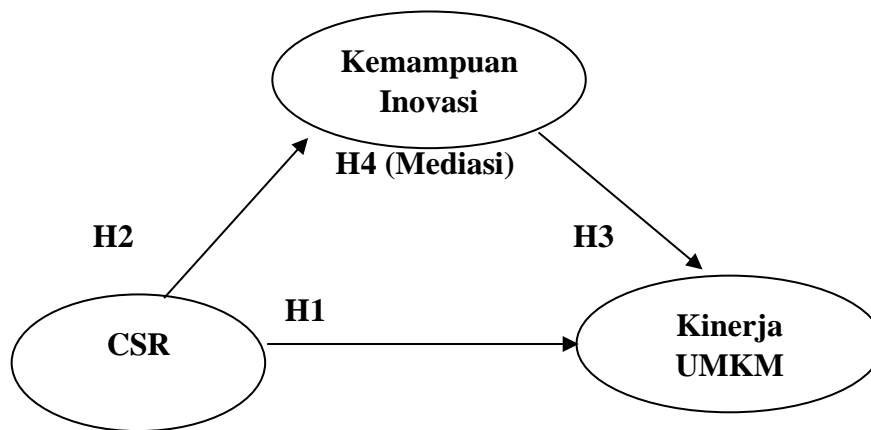 Kemampuan
Inovasi
H4 (Mediasi)
H2
H3
H1
CSR
Kinerja
UMKM